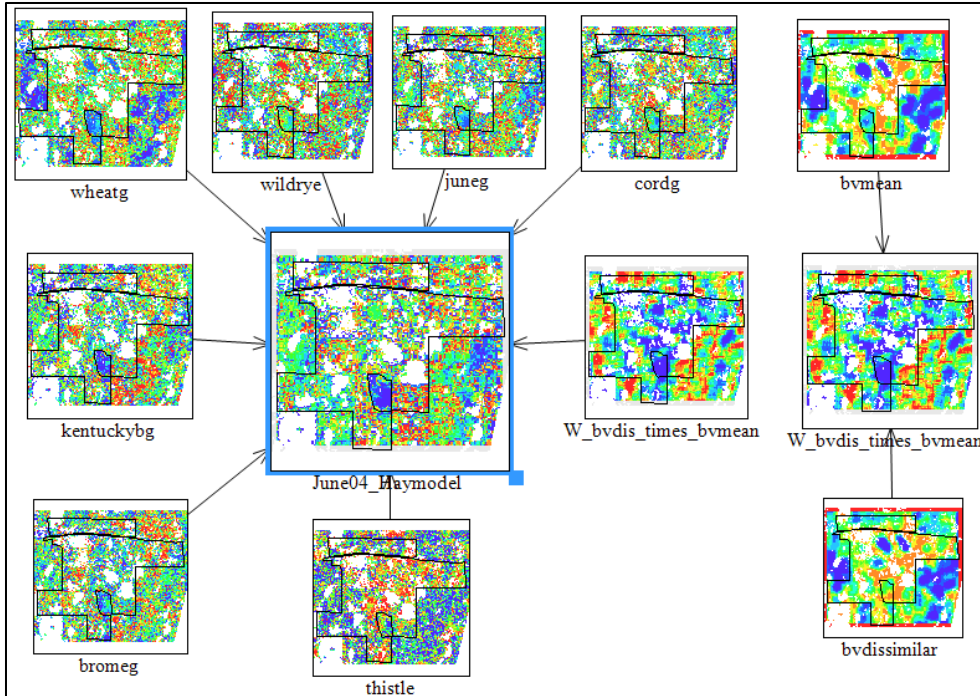 wheatg
wildrye
juneg
cordg
bvmean
kentuckybg
W_bvdis_times_bvmean
W_bvdis_times_bvmean
June04_Haymodel
bromeg
thistle
bvdissimilar